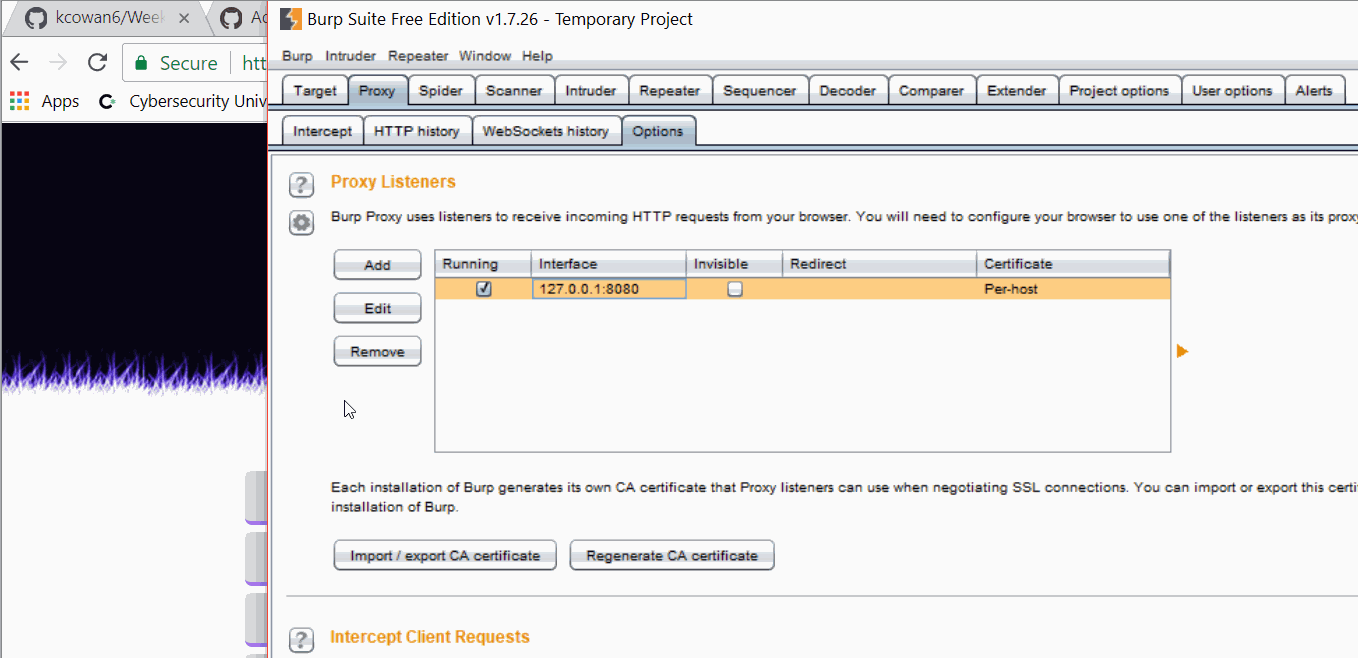 kcowan6/Week
Ac
Secure
htt
Apps
Cybersecurity Univ
Burp Suite Free Edition v1.7.26 - Temporary Project
Burp Intruder Repeater Window Help
Target Proxy Spider Scanner Intruder Repeater Sequencer Decoder Comparer Extender Project options User options Alerts
Intercept HTTP history WebSockets history Options
? Proxy Listeners
Burp Proxy uses listeners to receive incoming HTTP requests from your browser. You will need to configure your browser to use one of the listeners as its proxy
Add
Edit
Remove
Running Interface Invisible Redirect Certificate
127.0.0.1:8080 Per-host
Each installation of Burp generates its own CA certificate that Proxy listeners can use when negotiating SSL connections. You can import or export this certi
installation of Burp.
Import / export CA certificate Regenerate CA certificate
? Intercept Client Requests